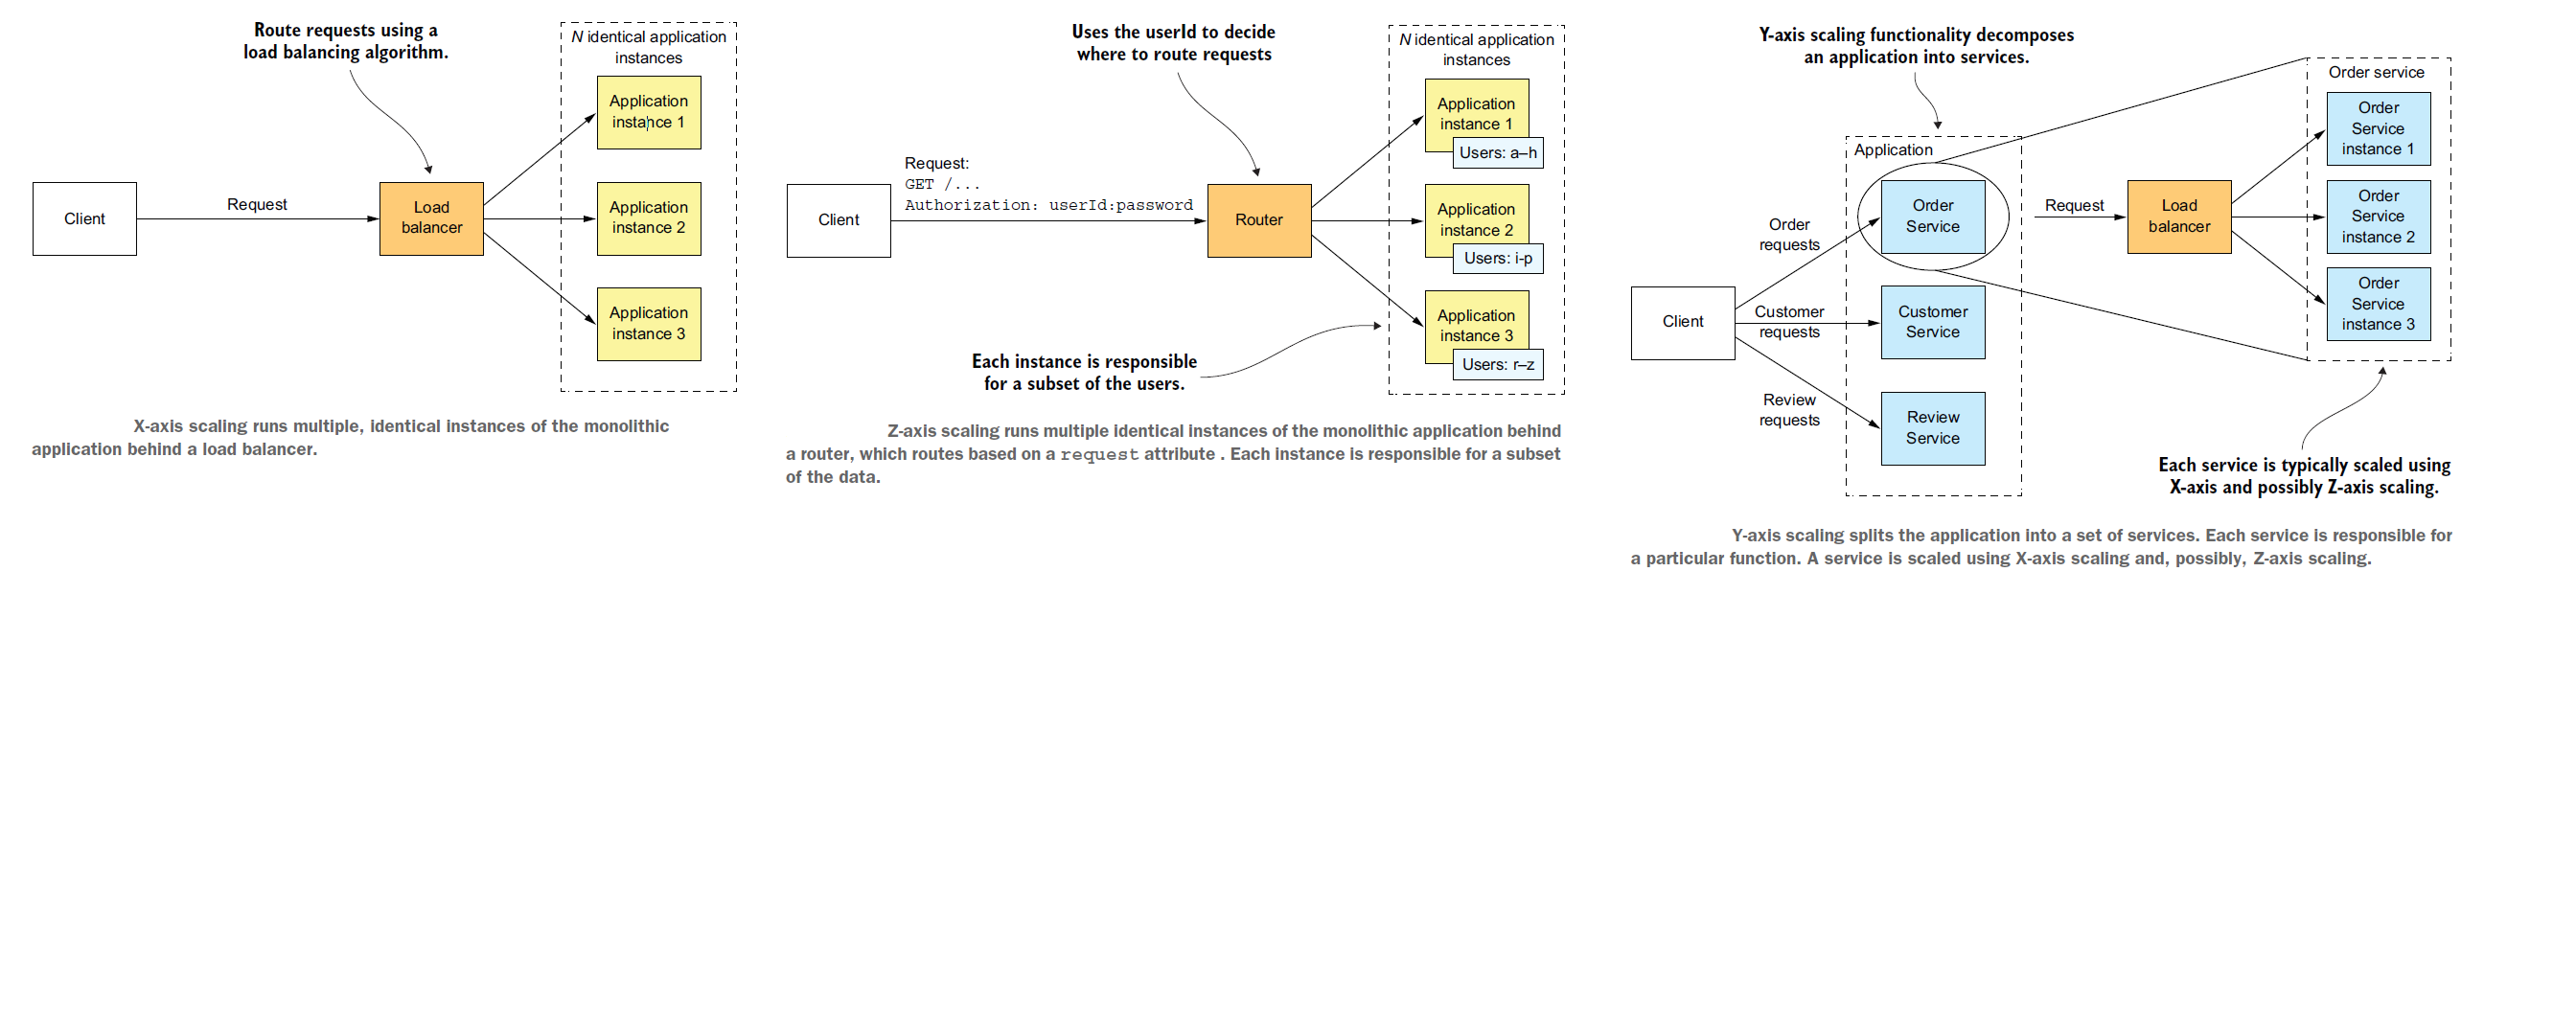 Route requests using a
load balancing algorithm.
N identical application
instances
Application
instance 1
Client
Request
Load
balancer
Application
instance 2
Application
instance 3
X-axis scaling runs multiple, identical instances of the monolithic
application behind a load balancer.
Uses the userId to decide
where to route requests
N identical application
instances
Application
instance 1
Users: a–h
Request:
GET /...
Authorization: userId:password
Client
Router
Application
instance 2
Users: i-p
Application
instance 3
Users: r–z
Each instance is responsible
for a subset of the users.
Z-axis scaling runs multiple identical instances of the monolithic application behind
a router, which routes based on a request attribute . Each instance is responsible for a subset
of the data.
Y-axis scaling functionality decomposes
an application into services.
Application
Order
Service
Order
requests
Client
Customer
requests
Customer
Service
Review
requests
Review
Service
Request
Load
balancer
Order service
Order
Service
instance 1
Order
Service
instance 2
Order
Service
instance 3
Each service is typically scaled using
X-axis and possibly Z-axis scaling.
Y-axis scaling splits the application into a set of services. Each service is responsible for
a particular function. A service is scaled using X-axis scaling and, possibly, Z-axis scaling.